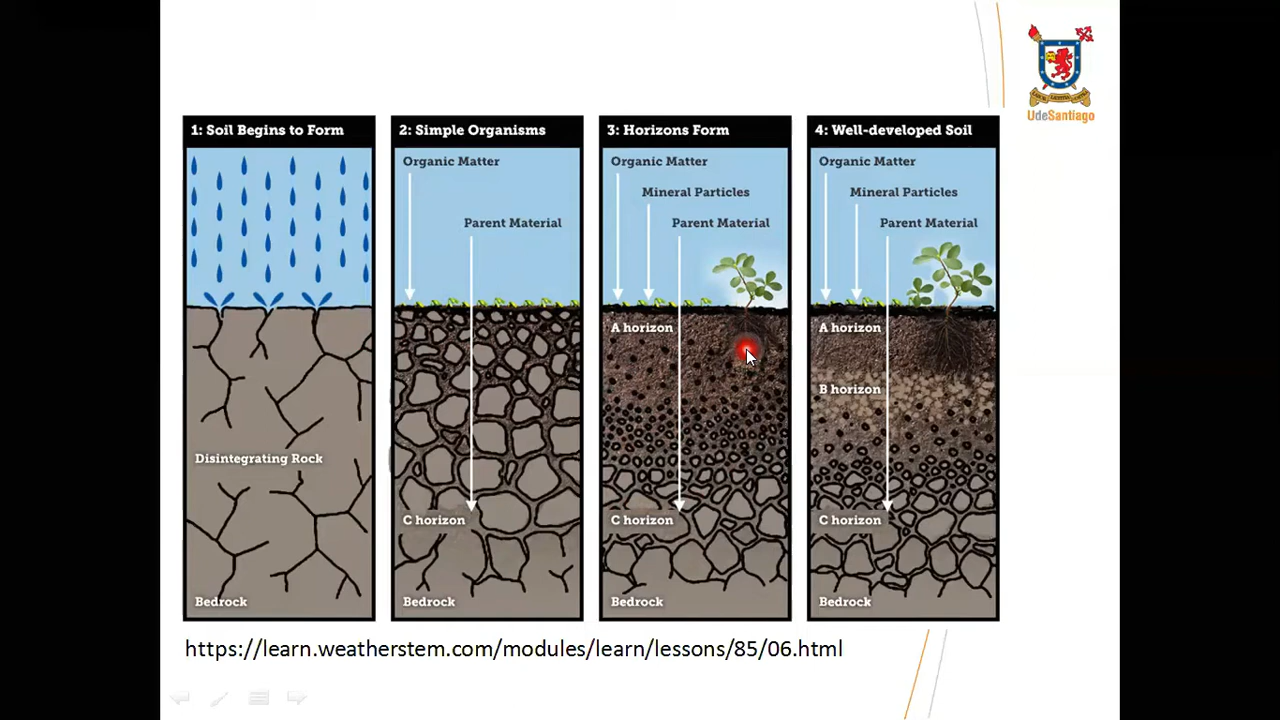 UdeSantiago
1: Soil Begins to Form
Disintegrating Rock
Bedrock
2: Simple Organisms
Organic Matter
Parent Material
C horizon
Bedrock
3: Horizons Form
Organic Matter
Mineral Particles
Parent Material
A horizon
C horizon
Bedrock
4: Well-developed Soil
Organic Matter
Mineral Particles
Parent Material
A horizon
B horizon
C horizon
Bedrock
https://learn.weatherstem.com/modules/learn/lessons/85/06.html